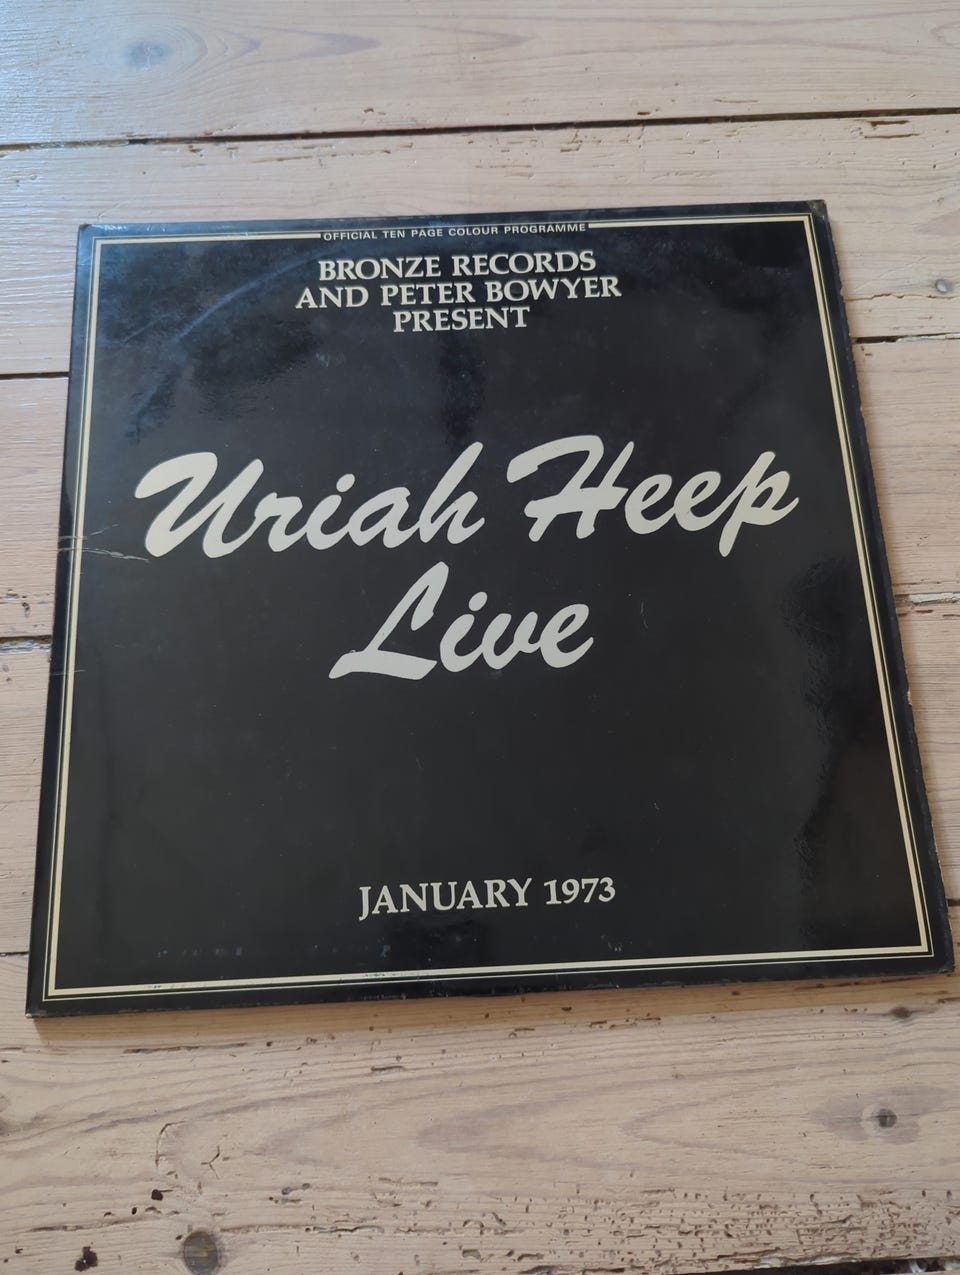 OFFICIAL TEN PAGE COLOUR PROGRAMME
BRONZE RECORDS
AND PETER BOWYER
PRESENT
Uriah Heep
Live
JANUARY 1973